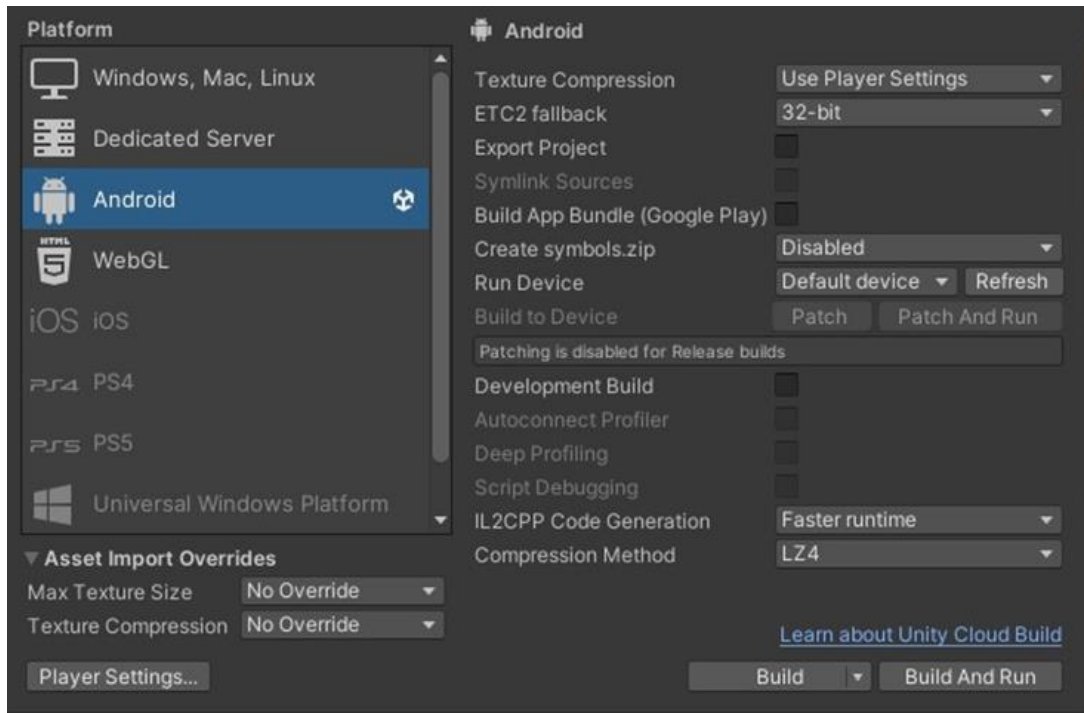 Platform
Windows, Mac, Linux
Dedicated Server
Android
HTML
5
WebGL
iOS iOS
PS4 PS4
PS5 PS5
Universal Windows Platform
Asset Import Overrides
Max Texture Size No Override
Texture Compression No Override
Player Settings...
Android
Texture Compression Use Player Settings
ETC2 fallback 32-bit
Export Project
Symlink Sources
Build App Bundle (Google Play)
Create symbols.zip Disabled
Run Device Default device Refresh
Build to Device Patch Patch And Run
Patching is disabled for Release builds
Development Build
Autoconnect Profiler
Deep Profiling
Script Debugging
IL2CPP Code Generation Faster runtime
Compression Method LZ4
Learn about Unity Cloud Build
Build Build And Run